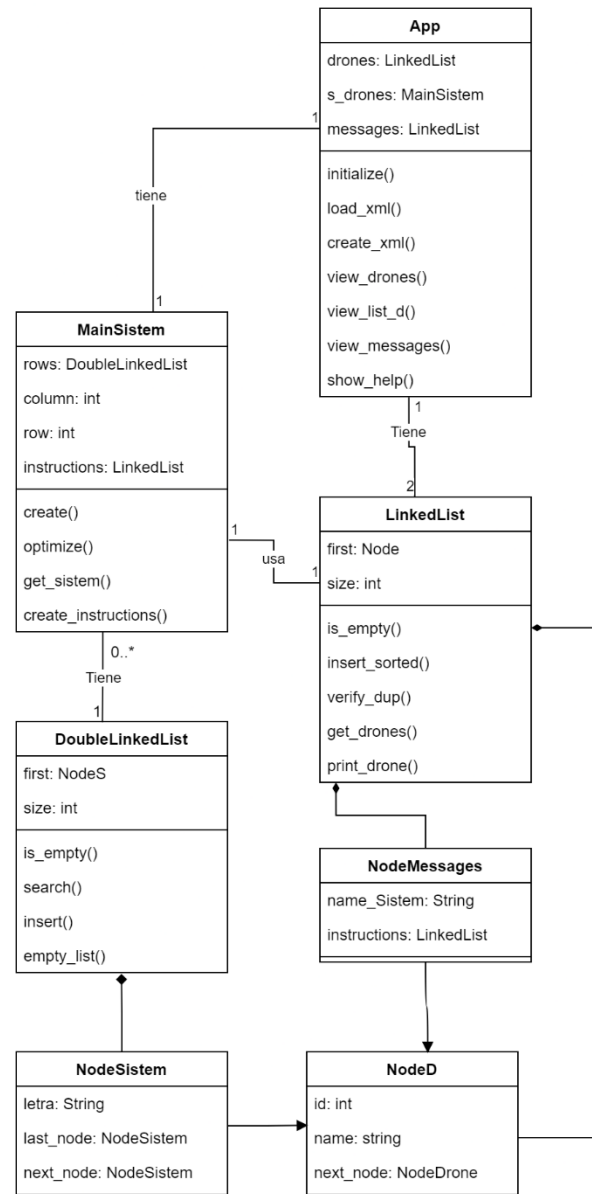 App
drones: LinkedList
s_drones: MainSistem
messages: LinkedList
initialize()
load_xml()
create_xml()
view_drones()
view_list_d()
view_messages()
show_help()
1
tiene
1
MainSistem
rows: DoubleLinkedList
column: int
row: int
instructions: LinkedList
create()
optimize()
get_sistem()
create_instructions()
1
Tiene
2
LinkedList
first: Node
size: int
is_empty()
insert_sorted()
verify_dup()
get_drones()
print_drone()
1
usa
1
0..*
Tiene
1
DoubleLinkedList
first: NodeS
size: int
is_empty()
search()
insert()
empty_list()
NodeMessages
name_Sistem: String
instructions: LinkedList
NodeSistem
letra: String
last_node: NodeSistem
next_node: NodeSistem
NodeD
id: int
name: string
next_node: NodeDrone